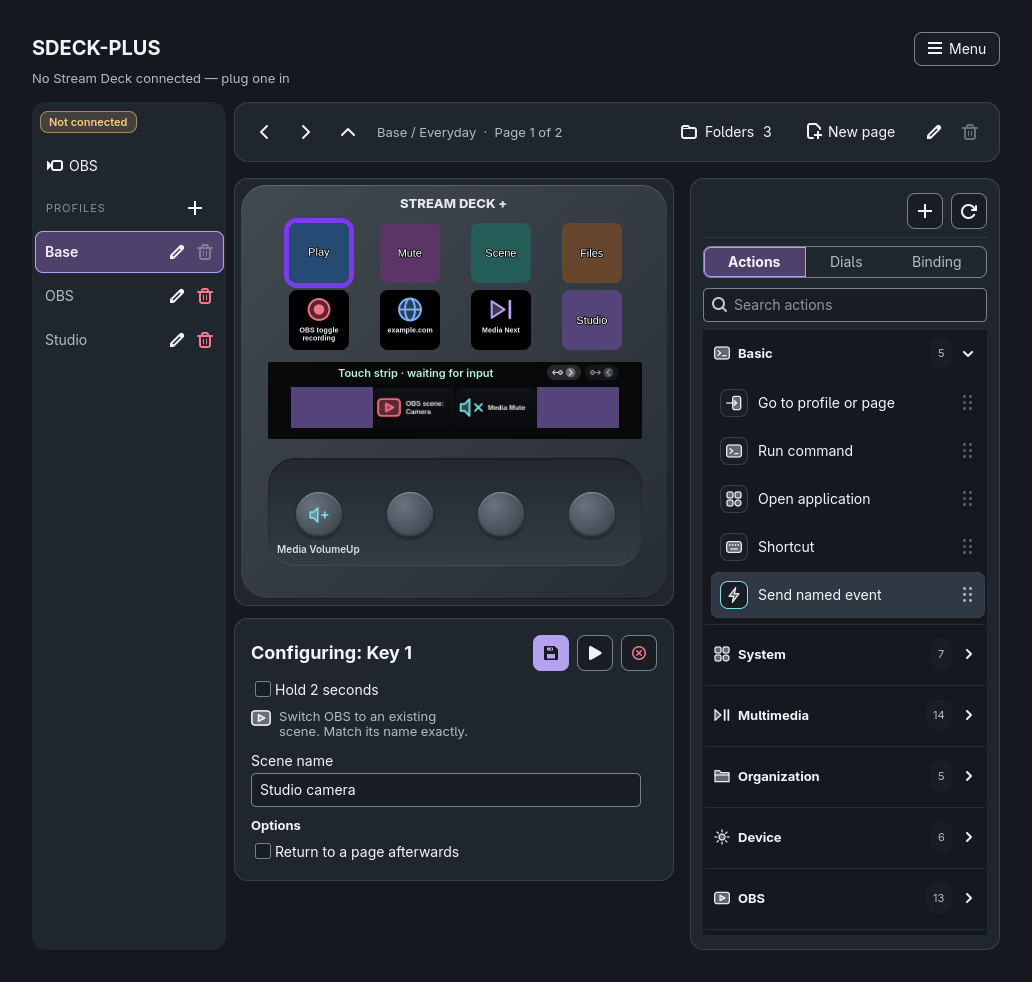 SDECK-PLUS
No Stream Deck connected — plug one in
Menu
Not connected
OBS
PROFILES
Base
OBS
Studio
Base / Everyday · Page 1 of 2
Folders 3
New page
STREAM DECK +
Play
Mute
Scene
Files
OBS toggle
recording
example.com
Media Next
Studio
Touch strip · waiting for input
OBS scene:
Camera
Media Mute
Media VolumeUp
Configuring: Key 1
Hold 2 seconds
Switch OBS to an existing
scene. Match its name exactly.
Scene name
Studio camera
Options
Return to a page afterwards
Actions
Dials
Binding
Search actions
Basic 5
Go to profile or page
Run command
Open application
Shortcut
Send named event
System 7
Multimedia 14
Organization 5
Device 6
OBS 13